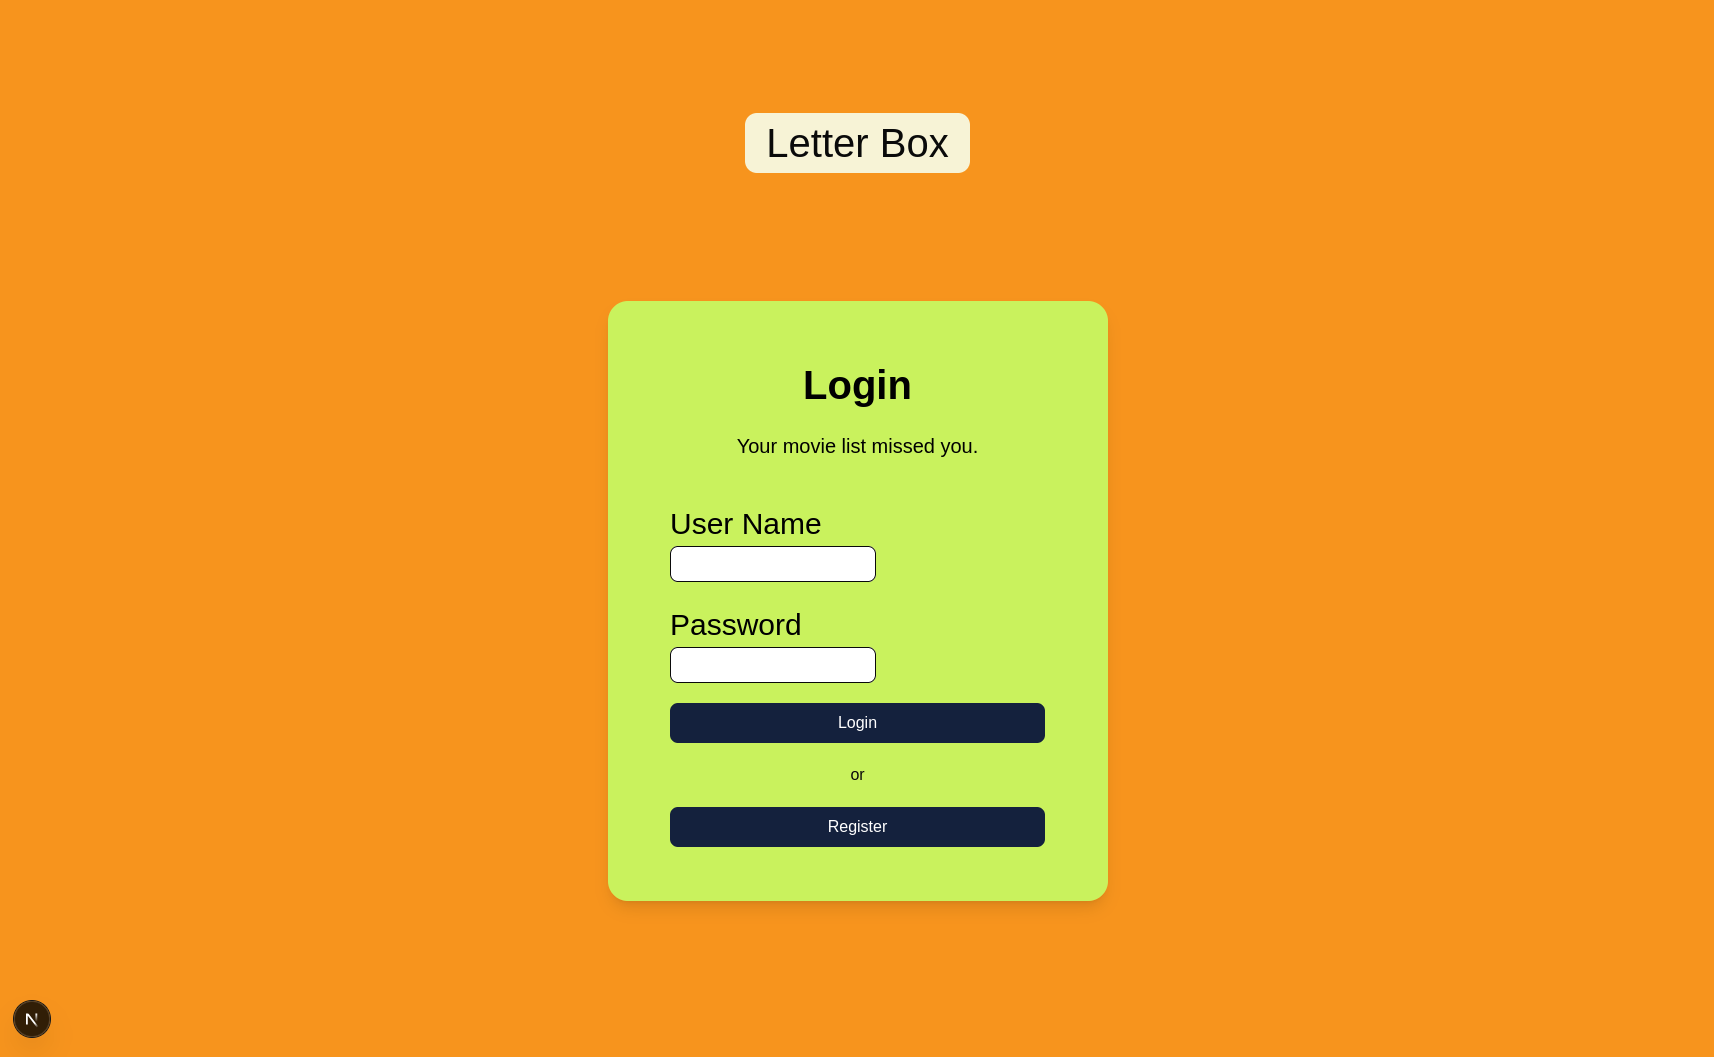 Letter Box
Login
Your movie list missed you.
User Name
Password
Login
or
Register
N